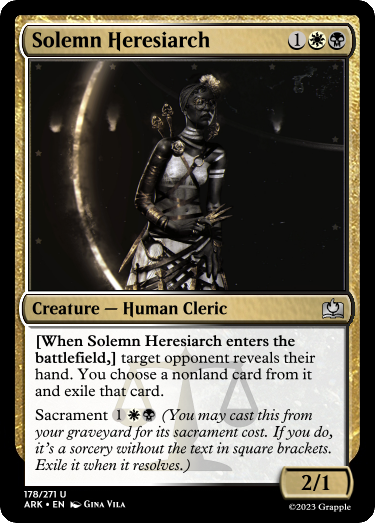 Solemn Heresiarch 1
Creature — Human Cleric
[When Solemn Heresiarch enters the
battlefield,] target opponent reveals their
hand. You choose a nonland card from it
and exile that card.
Sacrament 1 (You may cast this from
your graveyard for its sacrament cost. If you do,
it's a sorcery without the text in square brackets.
Exile it when it resolves.)
2/1
178/271 U
ARK • EN Gina Vila
©2023 Grapple